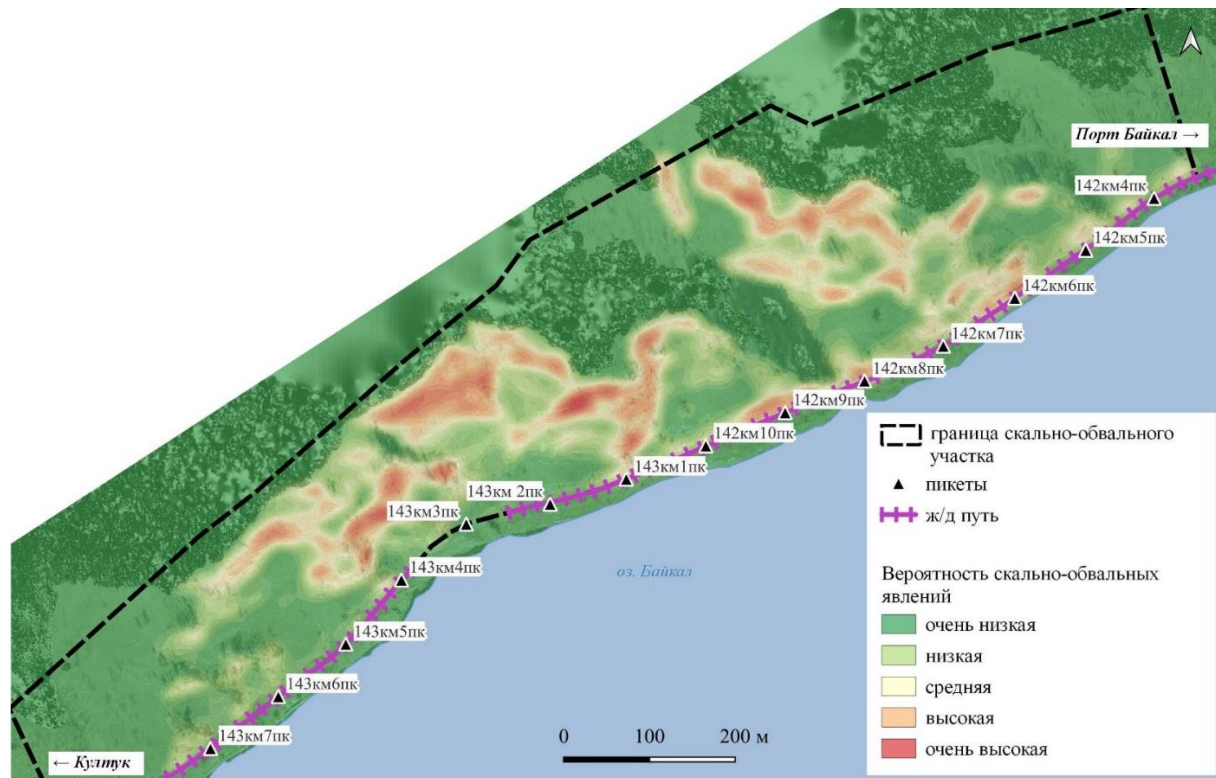 Порт Байкал →
142км4пк
142км5пк
142км6пк
142км7пк
142км8пк
142км9пк
142км10пк
143км1пк
143км 2пк
143км3пк
143км4пк
143км5пк
143км6пк
143км7пк
← Култук
оз. Байкал
0 100 200 м
граница скально-обвального
участка
пикеты
ж/д путь
Вероятность скально-обвальных
явлений
очень низкая
низкая
средняя
высокая
очень высокая